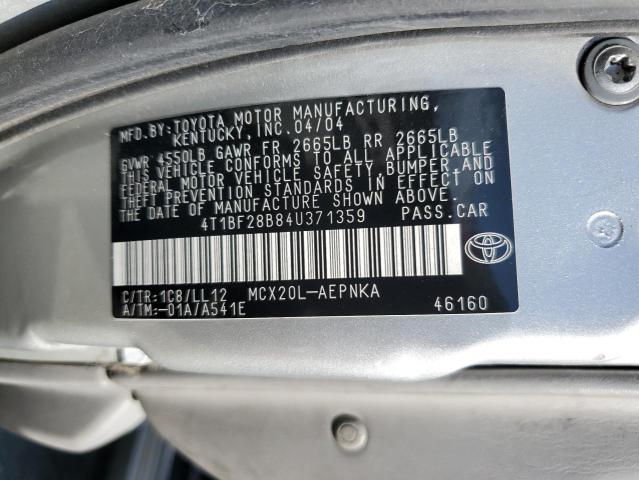 MFD.BY:TOYOTA MOTOR MANUFACTURING,
KENTUCKY,INC.04/04
GVWR 4550LB GAWR FR 2665LB RR 2665LB
THIS VEHICLE CONFORMS TO ALL APPLICABLE
FEDERAL MOTOR VEHICLE SAFETY,BUMPER AND
THEFT PREVENTION STANDARDS IN EFFECT ON
THE DATE OF MANUFACTURE SHOWN ABOVE.
4T1BF28B84U371359 PASS.CAR
C/TR:1C8/LL12 MCX20L-AEPNKA
A/TM:-01A/A541E 46160